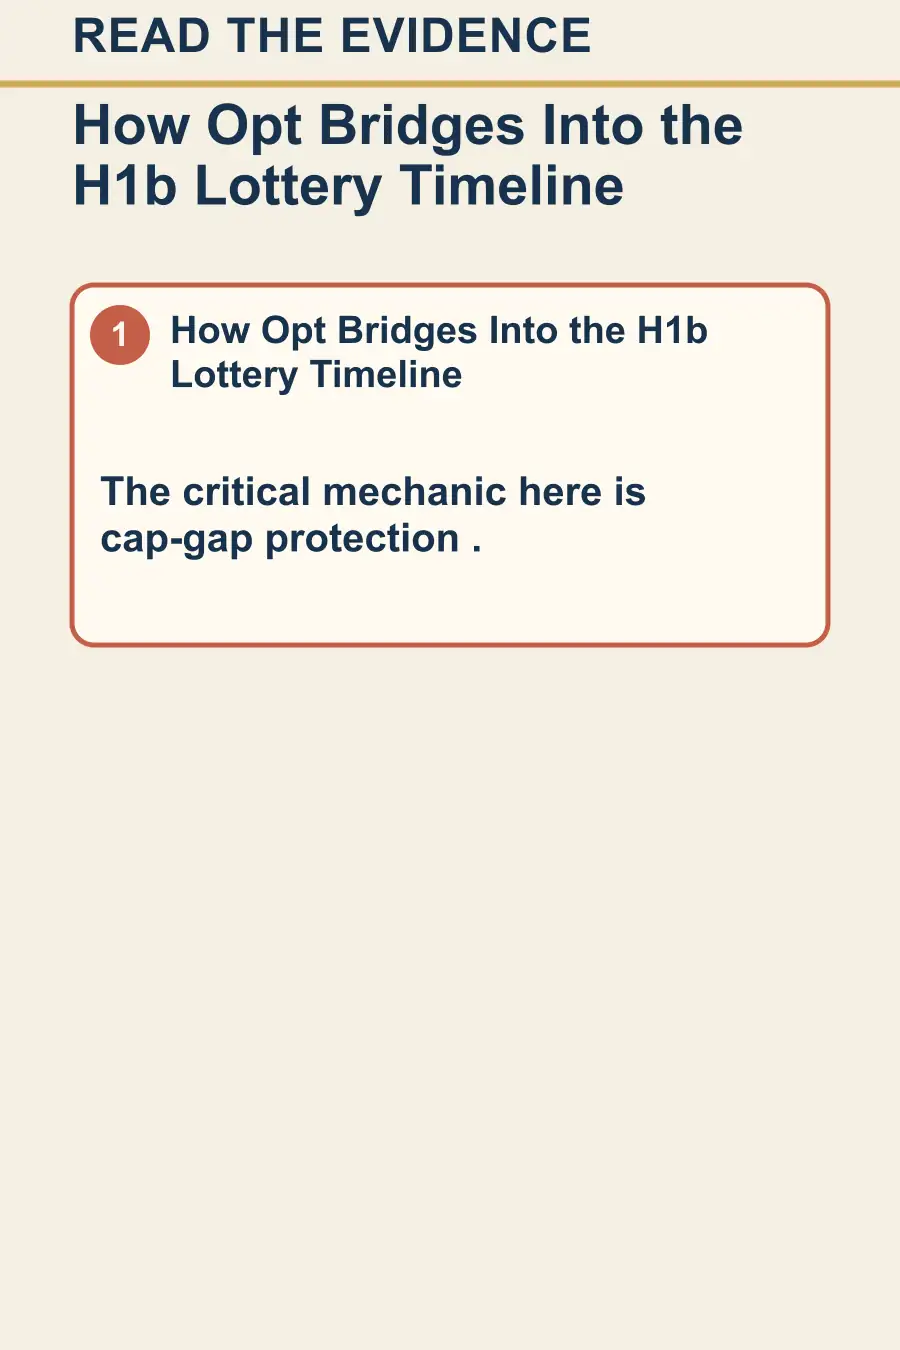 READ THE EVIDENCE
How Opt Bridges Into the
H1b Lottery Timeline
1
How Opt Bridges Into the H1b
Lottery Timeline
The critical mechanic here is
cap-gap protection .